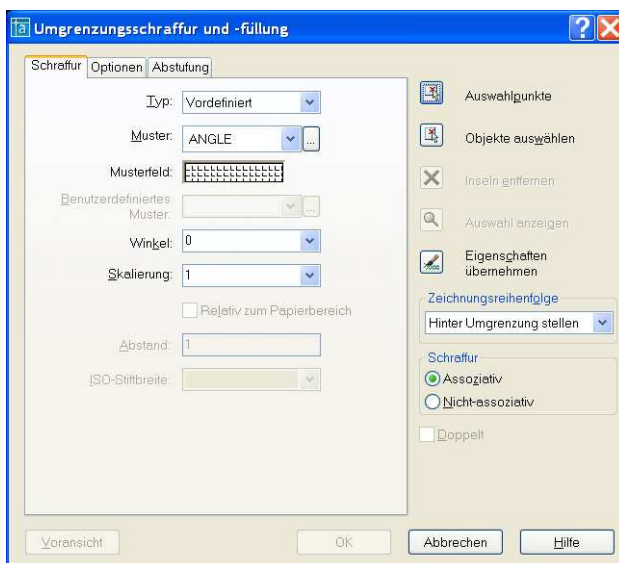 Umgrenzungsschraffur und -füllung
Schraffur Optionen Abstufung
Typ: Vordefiniert
Muster: ANGLE ...
Musterfeld:
Benutzerdefiniertes
Muster: ...
Winkel: 0
Skalierung: 1
Relativ zum Papierbereich
Abstand: 1
ISO-Stiftbreite:
Auswahlpunkte
Objekte auswählen
Inseln entfernen
Auswahl anzeigen
Eigenschaften
übernehmen
Zeichnungsreihenfolge
Hinter Umgrenzung stellen
Schraffur
Assoziativ
Nicht-assoziativ
Doppelt
Voransicht OK Abbrechen Hilfe